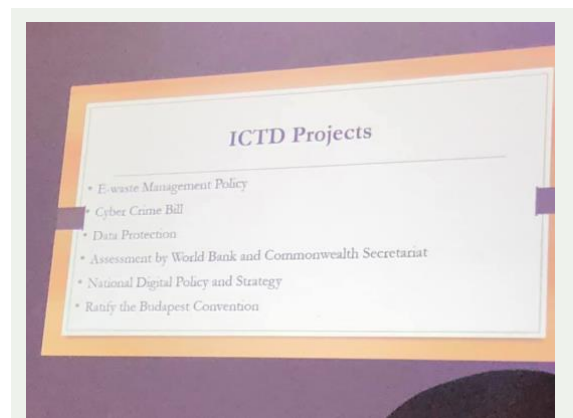 ICTD Projects
• E-waste Management Policy
• Cyber Crime Bill
• Data Protection
• Assessment by World Bank and Commonwealth Secretariat
• National Digital Policy and Strategy
• Ratify the Budapest Convention